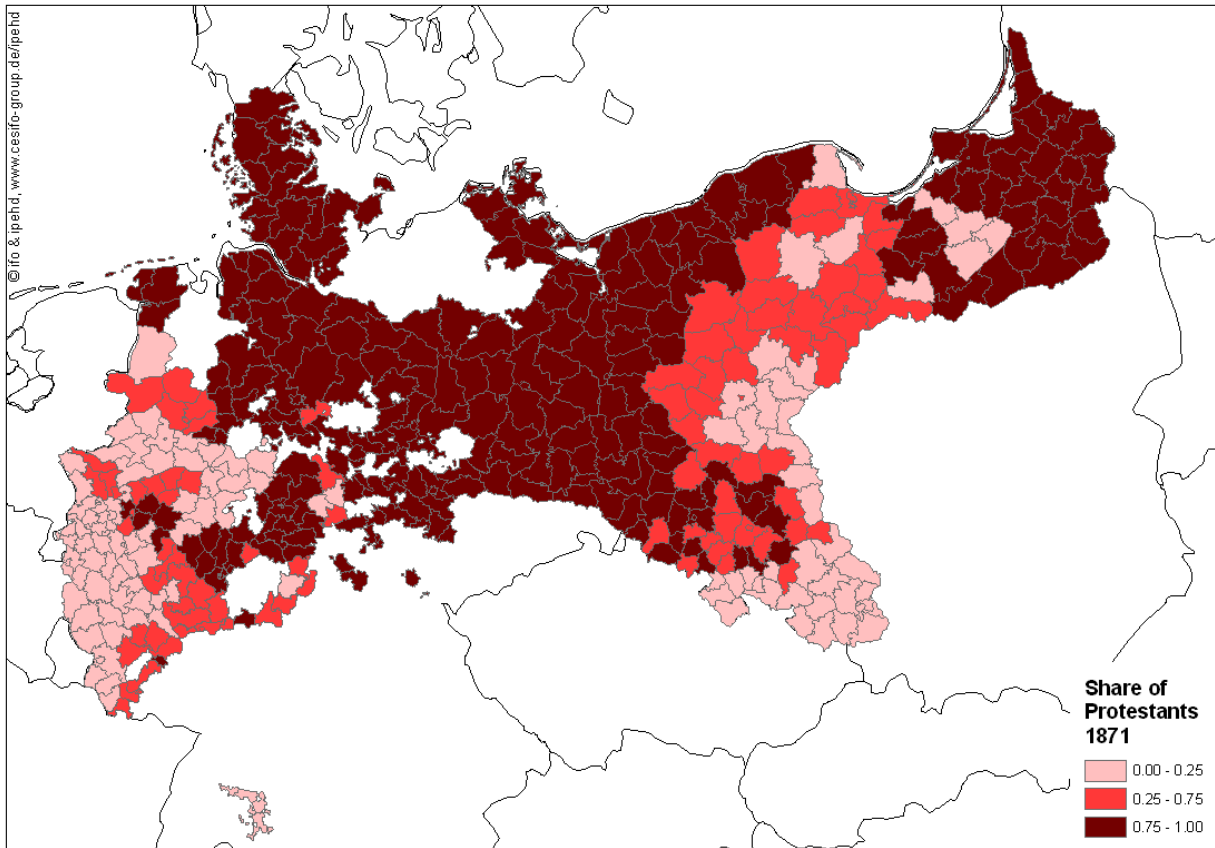 © ifo & ipehd, www.cesifo-group.de/ipehd
Share of
Protestants
1871
0.00 - 0.25
0.25 - 0.75
0.75 - 1.00